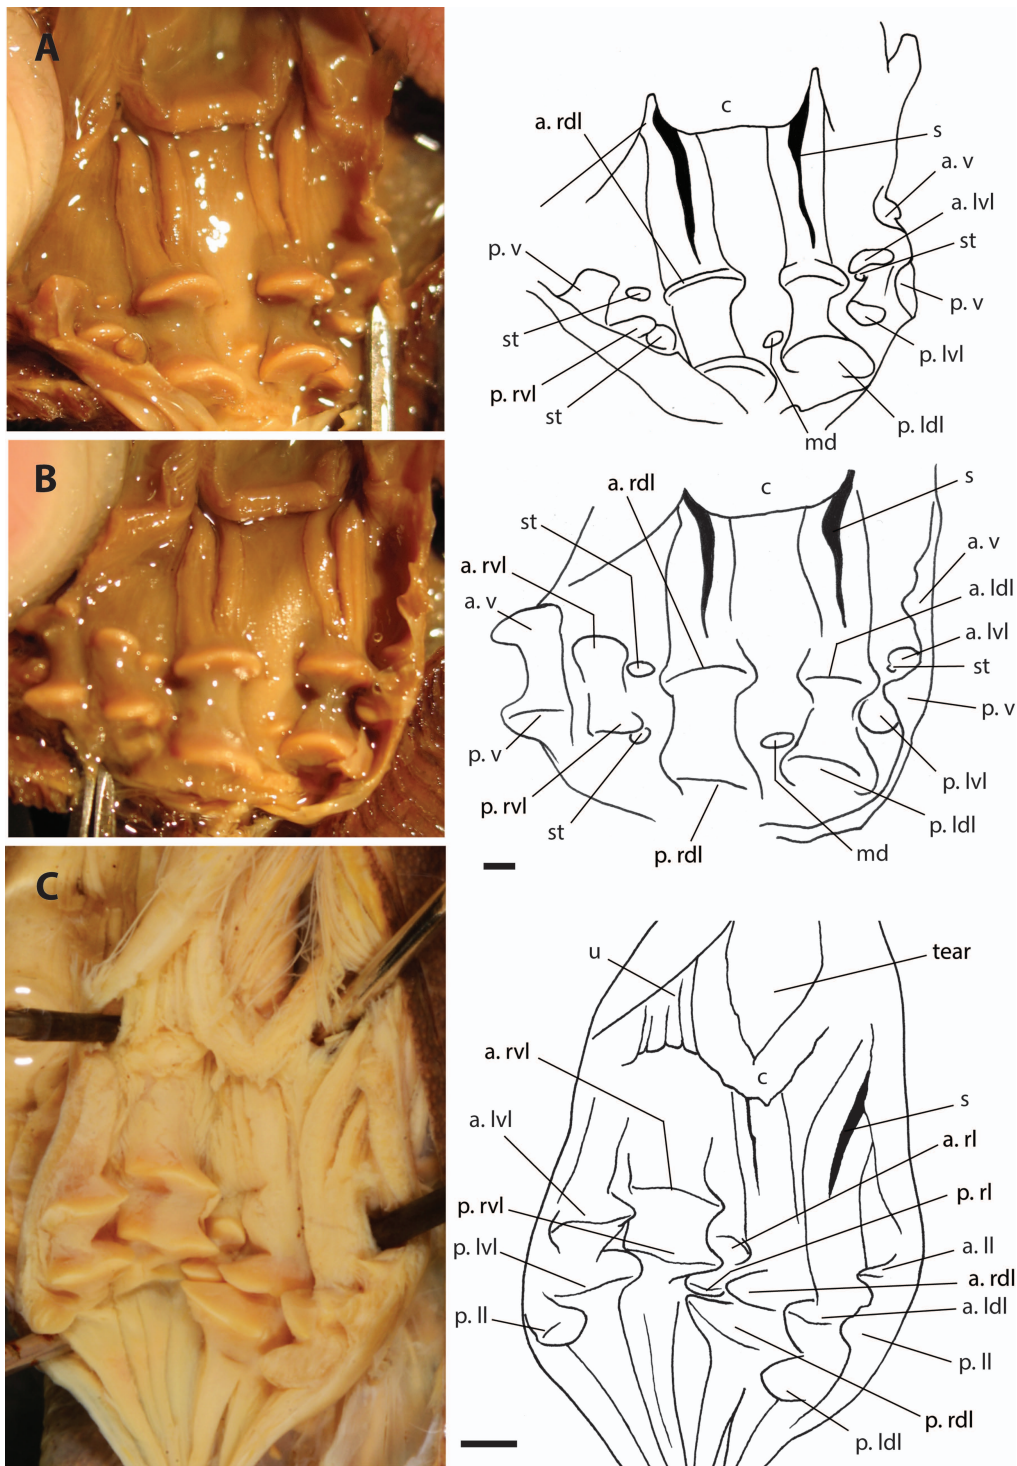 A
c
a. rdl
s
a. v
a. lvl
st
p. v
p. v
st
p. lvl
p. rvl
st
p. ldl
md
B
a. rdl
c
s
st
a. v
a. rvl
a. ldl
a. v
a. lvl
st
p. v
p. v
p. lvl
p. rvl
st
p. ldl
p. rdl
md
C
u
tear
a. rvl
c
s
a. lvl
a. rl
p. rvl
p. rl
p. lvl
a. ll
a. rdl
a. ldl
p. ll
p. ll
p. rdl
p. ldl